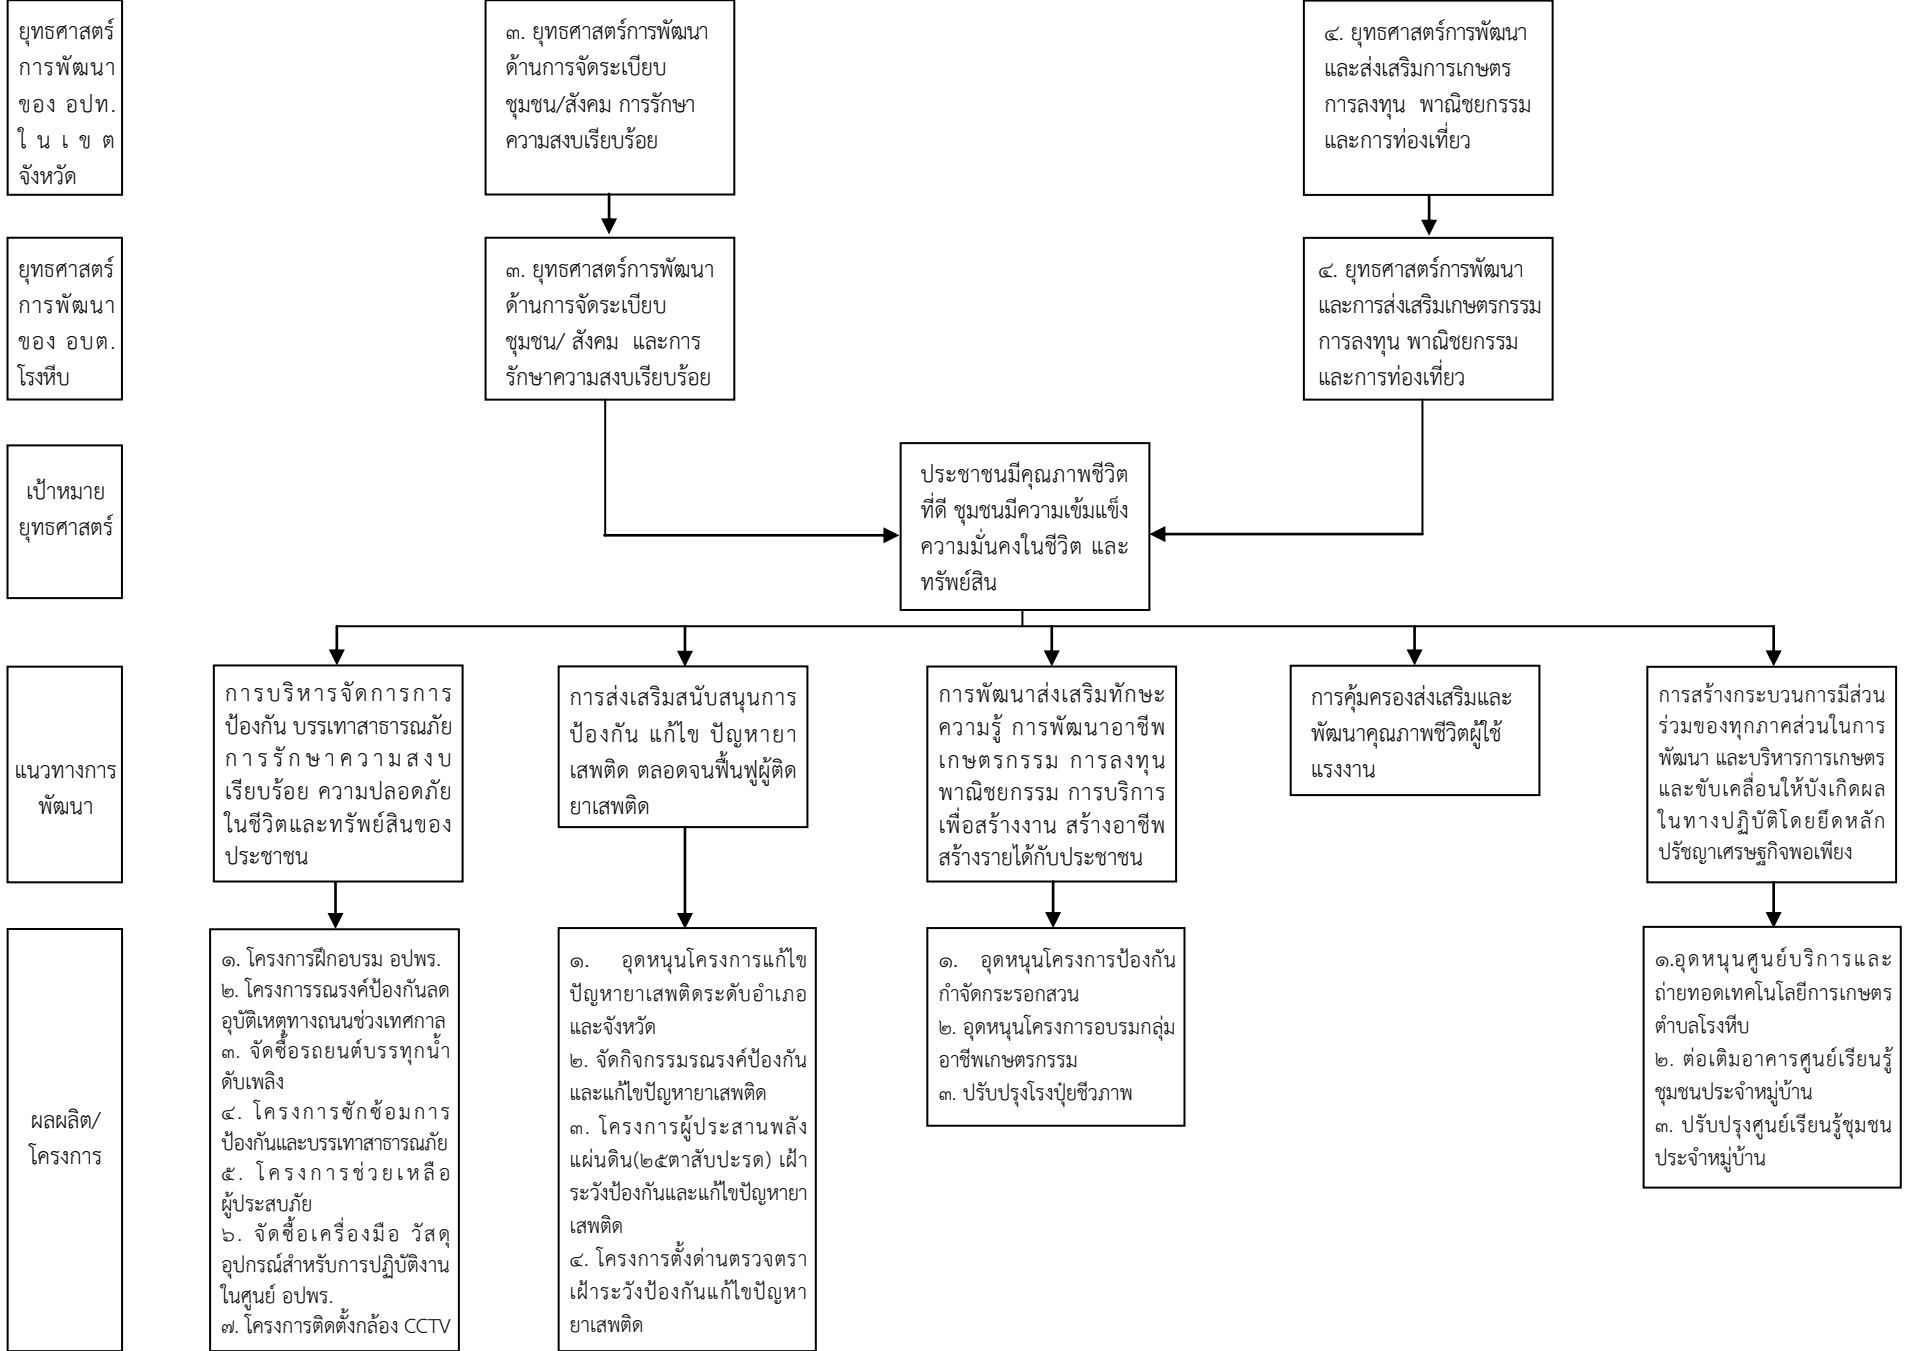 ยุทธศาสตร์
การพัฒนา
ของ อปท.
ในเขต
จังหวัด
๓. ยุทธศาสตร์การพัฒนา
ด้านการจัดระเบียบ
ชุมชน/สังคม การรักษา
ความสงบเรียบร้อย
๔. ยุทธศาสตร์การพัฒนา
และส่งเสริมการเกษตร
การลงทุน พาณิชยกรรม
และการท่องเที่ยว
ยุทธศาสตร์
การพัฒนา
ของ อบต.
โรงหีบ
๓. ยุทธศาสตร์การพัฒนา
ด้านการจัดระเบียบ
ชุมชน/ สังคม และการ
รักษาความสงบเรียบร้อย
๔. ยุทธศาสตร์การพัฒนา
และการส่งเสริมเกษตรกรรม
การลงทุน พาณิชยกรรม
และการท่องเที่ยว
เป้าหมาย
ยุทธศาสตร์
ประชาชนมีคุณภาพชีวิต
ที่ดี ชุมชนมีความเข้มแข็ง
ความมั่นคงในชีวิต และ
ทรัพย์สิน
แนวทางการ
พัฒนา
การบริหารจัดการการ
ป้องกัน บรรเทาสาธารณภัย
การรักษาความสงบ
เรียบร้อย ความปลอดภัย
ในชีวิตและทรัพย์สินของ
ประชาชน
การส่งเสริมสนับสนุนการ
ป้องกัน แก้ไข ปัญหายา
เสพติด ตลอดจนฟื้นฟูผู้ติด
ยาเสพติด
การพัฒนาส่งเสริมทักษะ
ความรู้ การพัฒนาอาชีพ
เกษตรกรรม การลงทุน
พาณิชยกรรม การบริการ
เพื่อสร้างงาน สร้างอาชีพ
สร้างรายได้กับประชาชน
การคุ้มครองส่งเสริมและ
พัฒนาคุณภาพชีวิตผู้ใช้
แรงงาน
การสร้างกระบวนการมีส่วน
ร่วมของทุกภาคส่วนในการ
พัฒนา และบริหารการเกษตร
และขับเคลื่อนให้บังเกิดผล
ในทางปฏิบัติโดยยึดหลัก
ปรัชญาเศรษฐกิจพอเพียง
ผลผลิต/
โครงการ
๑. โครงการฝึกอบรม อปพร.
๒. โครงการรณรงค์ป้องกันลด
อุบัติเหตุทางถนนช่วงเทศกาล
๓. จัดซื้อรถยนต์บรรทุกน้ำ
ดับเพลิง
๔. โครงการซักซ้อมการ
ป้องกันและบรรเทาสาธารณภัย
๕. โครงการช่วยเหลือ
ผู้ประสบภัย
๖. จัดซื้อเครื่องมือ วัสดุ
อุปกรณ์สำหรับการปฏิบัติงาน
ในศูนย์ อปพร.
๗. โครงการติดตั้งกล้อง CCTV
๑. อุดหนุนโครงการแก้ไข
ปัญหายาเสพติดระดับอำเภอ
และจังหวัด
๒. จัดกิจกรรมรณรงค์ป้องกัน
และแก้ไขปัญหายาเสพติด
๓. โครงการผู้ประสานพลัง
แผ่นดิน(๒๕ตาสับปะรด) เฝ้า
ระวังป้องกันและแก้ไขปัญหายา
เสพติด
๔. โครงการตั้งด่านตรวจตรา
เฝ้าระวังป้องกันแก้ไขปัญหา
ยาเสพติด
๑. อุดหนุนโครงการป้องกัน
กำจัดกระรอกสวน
๒. อุดหนุนโครงการอบรมกลุ่ม
อาชีพเกษตรกรรม
๓. ปรับปรุงโรงปุ๋ยชีวภาพ
๑.อุดหนุนศูนย์บริการและ
ถ่ายทอดเทคโนโลยีการเกษตร
ตำบลโรงหีบ
๒. ต่อเติมอาคารศูนย์เรียนรู้
ชุมชนประจำหมู่บ้าน
๓. ปรับปรุงศูนย์เรียนรู้ชุมชน
ประจำหมู่บ้าน